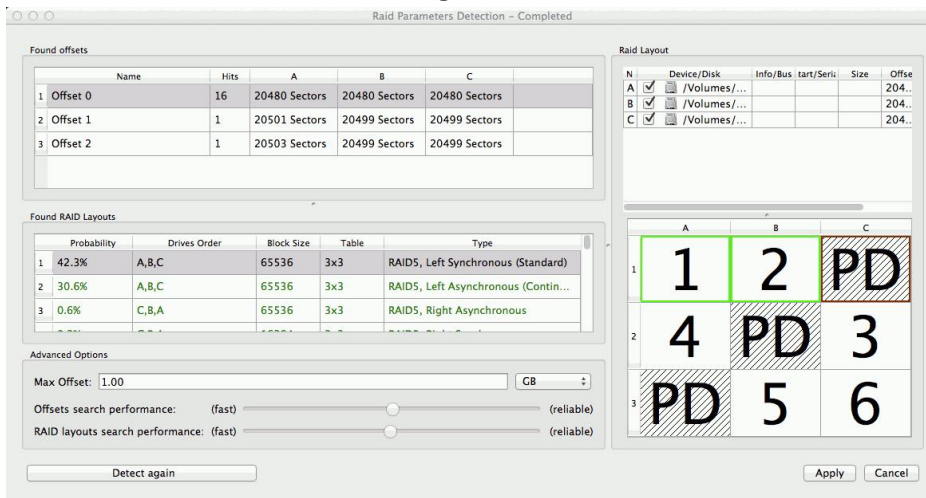 Raid Parameters Detection – Completed
Found offsets
Name Hits A B C
1 Offset 0 16 20480 Sectors 20480 Sectors 20480 Sectors
2 Offset 1 1 20501 Sectors 20499 Sectors 20499 Sectors
3 Offset 2 1 20503 Sectors 20499 Sectors 20499 Sectors
Found RAID Layouts
Probability Drives Order Block Size Table Type
1 42.3% A,B,C 65536 3x3 RAID5, Left Synchronous (Standard)
2 30.6% A,B,C 65536 3x3 RAID5, Left Asynchronous (Contin...
3 0.6% C,B,A 65536 3x3 RAID5, Right Asynchronous
Advanced Options
Max Offset: 1.00 GB
Offsets search performance: (fast) (reliable)
RAID layouts search performance: (fast) (reliable)
Detect again
Raid Layout
N Device/Disk Info/Bus tart/Seria Size Offse
A /Volumes/... 204..
B /Volumes/... 204..
C /Volumes/... 204..
A B C
1 1 2 PD
2 4 PD 3
3 PD 5 6
Apply Cancel